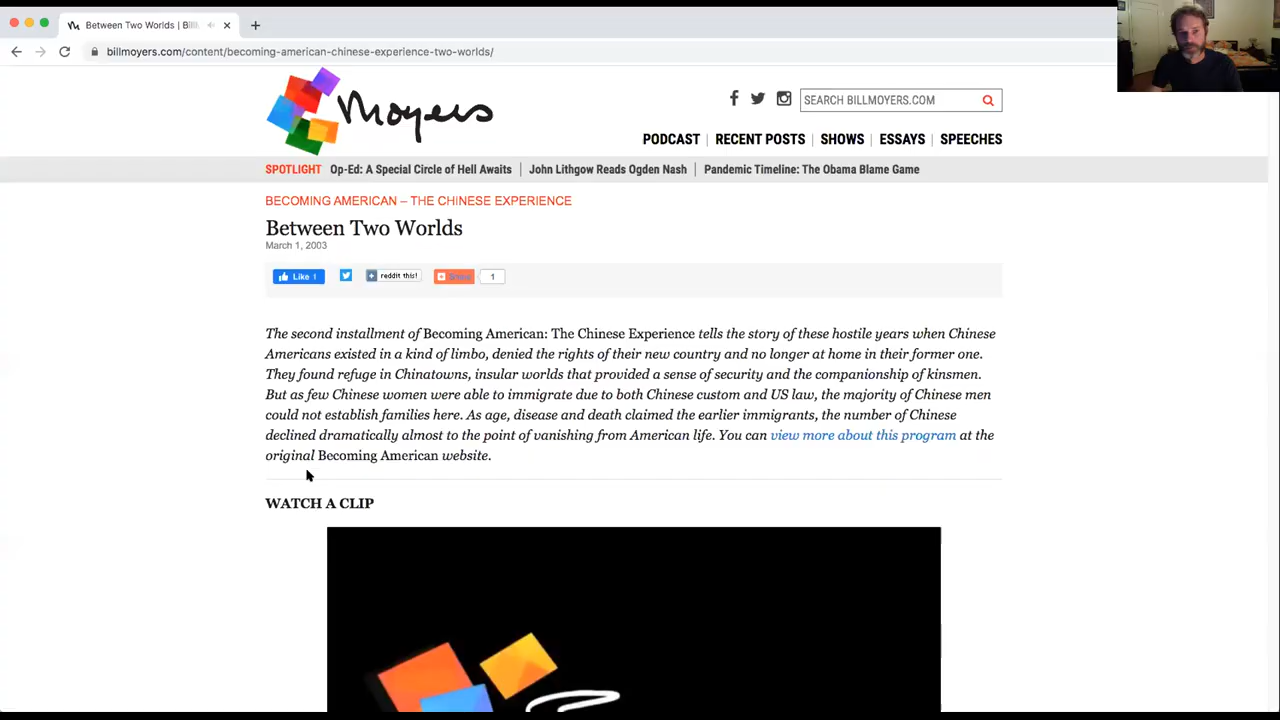 Between Two Worlds | Bill
billmoyers.com/content/becoming-american-chinese-experience-two-worlds/
Moyers
SEARCH BILLMOYERS.COM
PODCAST | RECENT POSTS | SHOWS | ESSAYS | SPEECHES
SPOTLIGHT Op-Ed: A Special Circle of Hell Awaits | John Lithgow Reads Ogden Nash | Pandemic Timeline: The Obama Blame Game
BECOMING AMERICAN – THE CHINESE EXPERIENCE
Between Two Worlds
March 1, 2003
Like 1 reddit this! Share 1
The second installment of Becoming American: The Chinese Experience tells the story of these hostile years when Chinese
Americans existed in a kind of limbo, denied the rights of their new country and no longer at home in their former one.
They found refuge in Chinatowns, insular worlds that provided a sense of security and the companionship of kinsmen.
But as few Chinese women were able to immigrate due to both Chinese custom and US law, the majority of Chinese men
could not establish families here. As age, disease and death claimed the earlier immigrants, the number of Chinese
declined dramatically almost to the point of vanishing from American life. You can view more about this program at the
original Becoming American website.
WATCH A CLIP